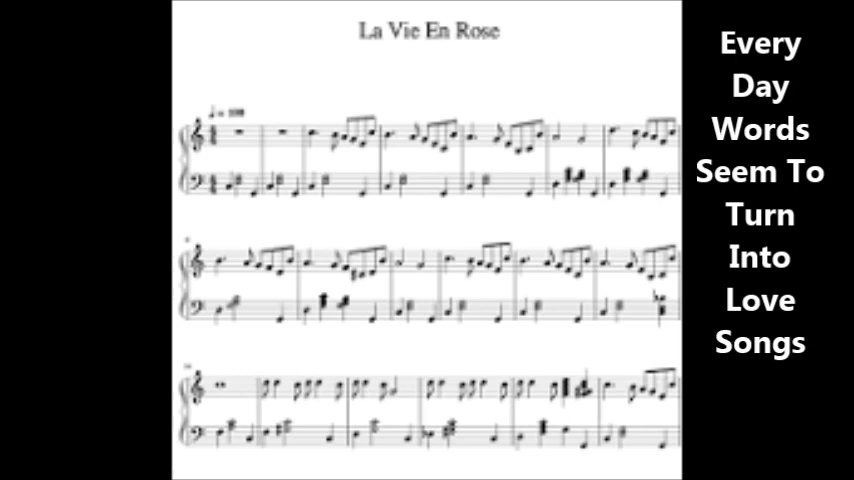 La Vie En Rose
Every
Day
Words
Seem To
Turn
Into
Love
Songs